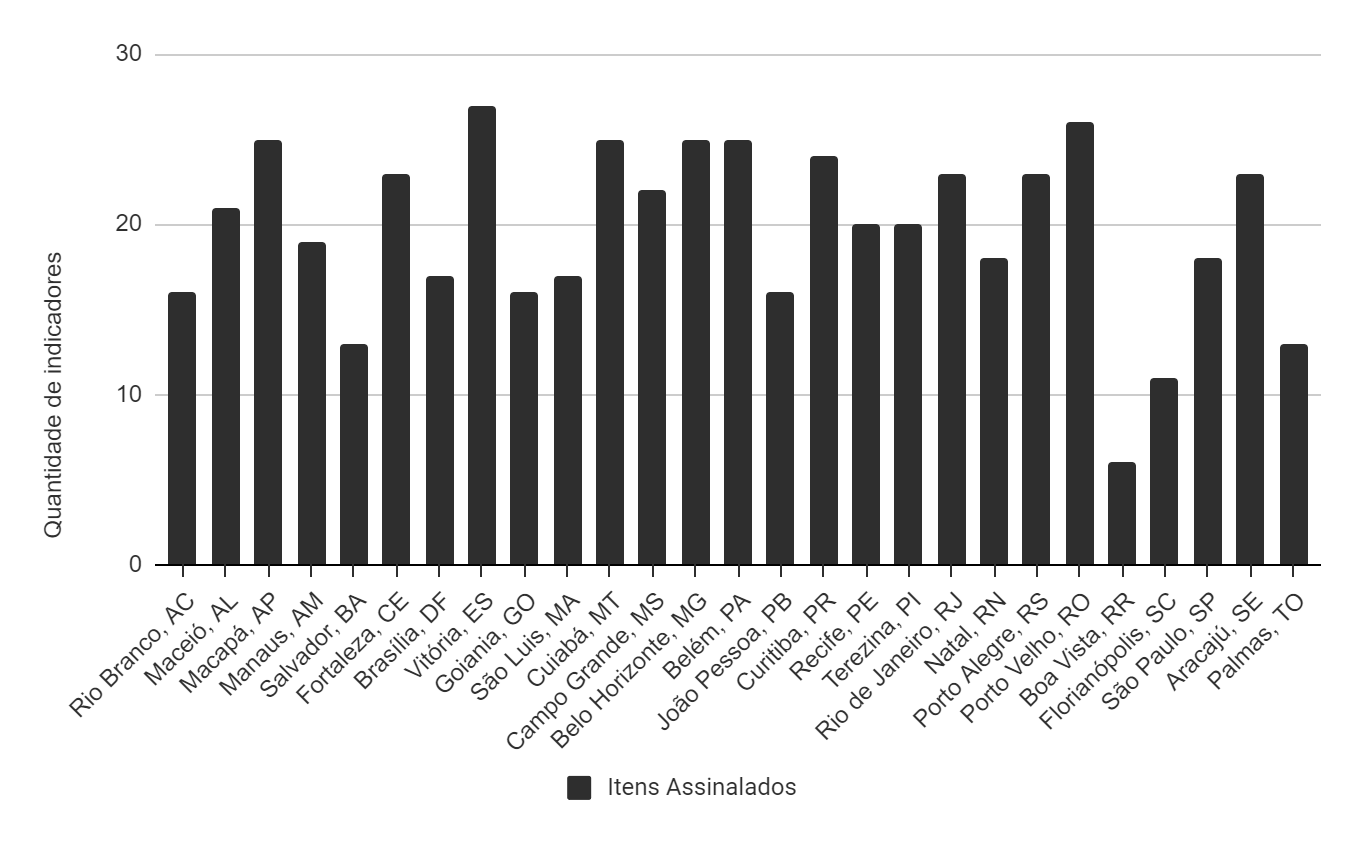 30
20
10
0
Quantidade de indicadores
Rio Branco, AC
Maceió, AL
Macapá, AP
Manaus, AM
Salvador, BA
Fortaleza, CE
Brasíllia, DF
Vitória, ES
Goiania, GO
São Luis, MA
Cuiabá, MT
Campo Grande, MS
Belo Horizonte, MG
Belém, PA
João Pessoa, PB
Curitiba, PR
Recife, PE
Terezina, PI
Rio de Janeiro, RJ
Natal, RN
Porto Alegre, RS
Porto Velho, RO
Boa Vista, RR
Florianópolis, SC
São Paulo, SP
Aracajú, SE
Palmas, TO
Itens Assinalados